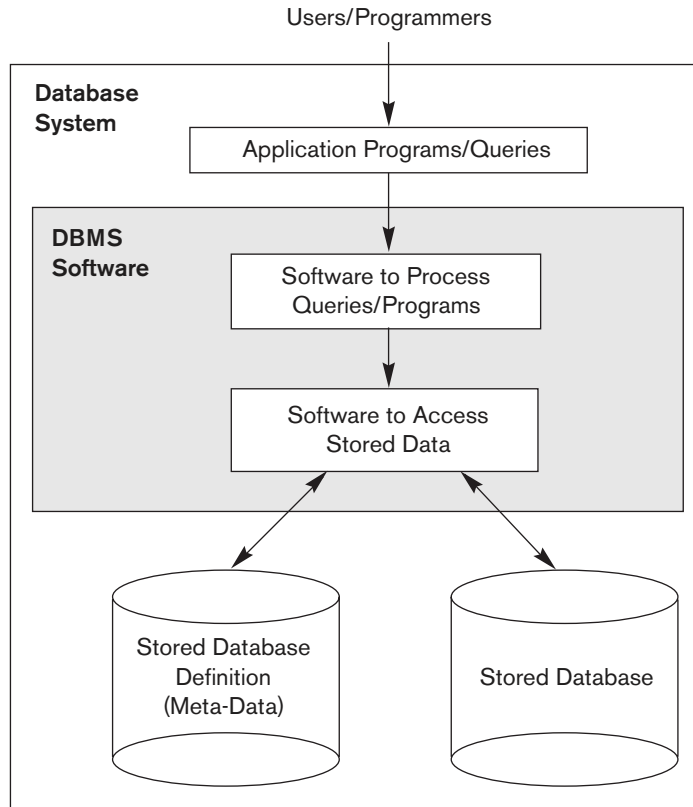 Users/Programmers
Database
System
Application Programs/Queries
DBMS
Software
Software to Process
Queries/Programs
Software to Access
Stored Data
Stored Database
Definition
(Meta-Data)
Stored Database